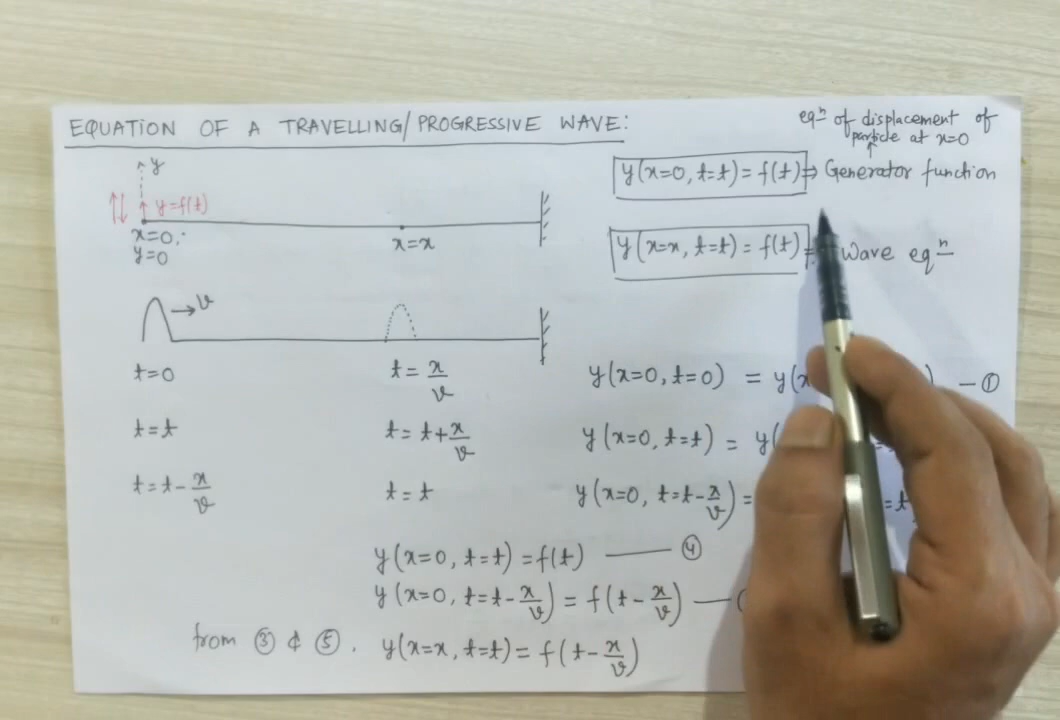 EQUATION OF A TRAVELLING/PROGRESSIVE WAVE:
eqⁿ of displacement of
particle at x=0
y(x=0, t=t) = f(t) ⇒ Generator function
y
y=f(t)
x=0,
y=0
x=x
y(x=x, t=t) = f(t) Wave eqⁿ
v
t=0
t= x/v
y(x=0, t=0) = y(x ) —①
t=t
t= t+x/v
y(x=0, t=t) = y(
t=t-x/v
t= t
y(x=0, t=t-x/v) = =t
y(x=0, t=t) =f(t) —— ④
y(x=0, t=t-x/v) = f(t-x/v) —
from ③ & ⑤. y(x=x, t=t)= f(t-x/v)